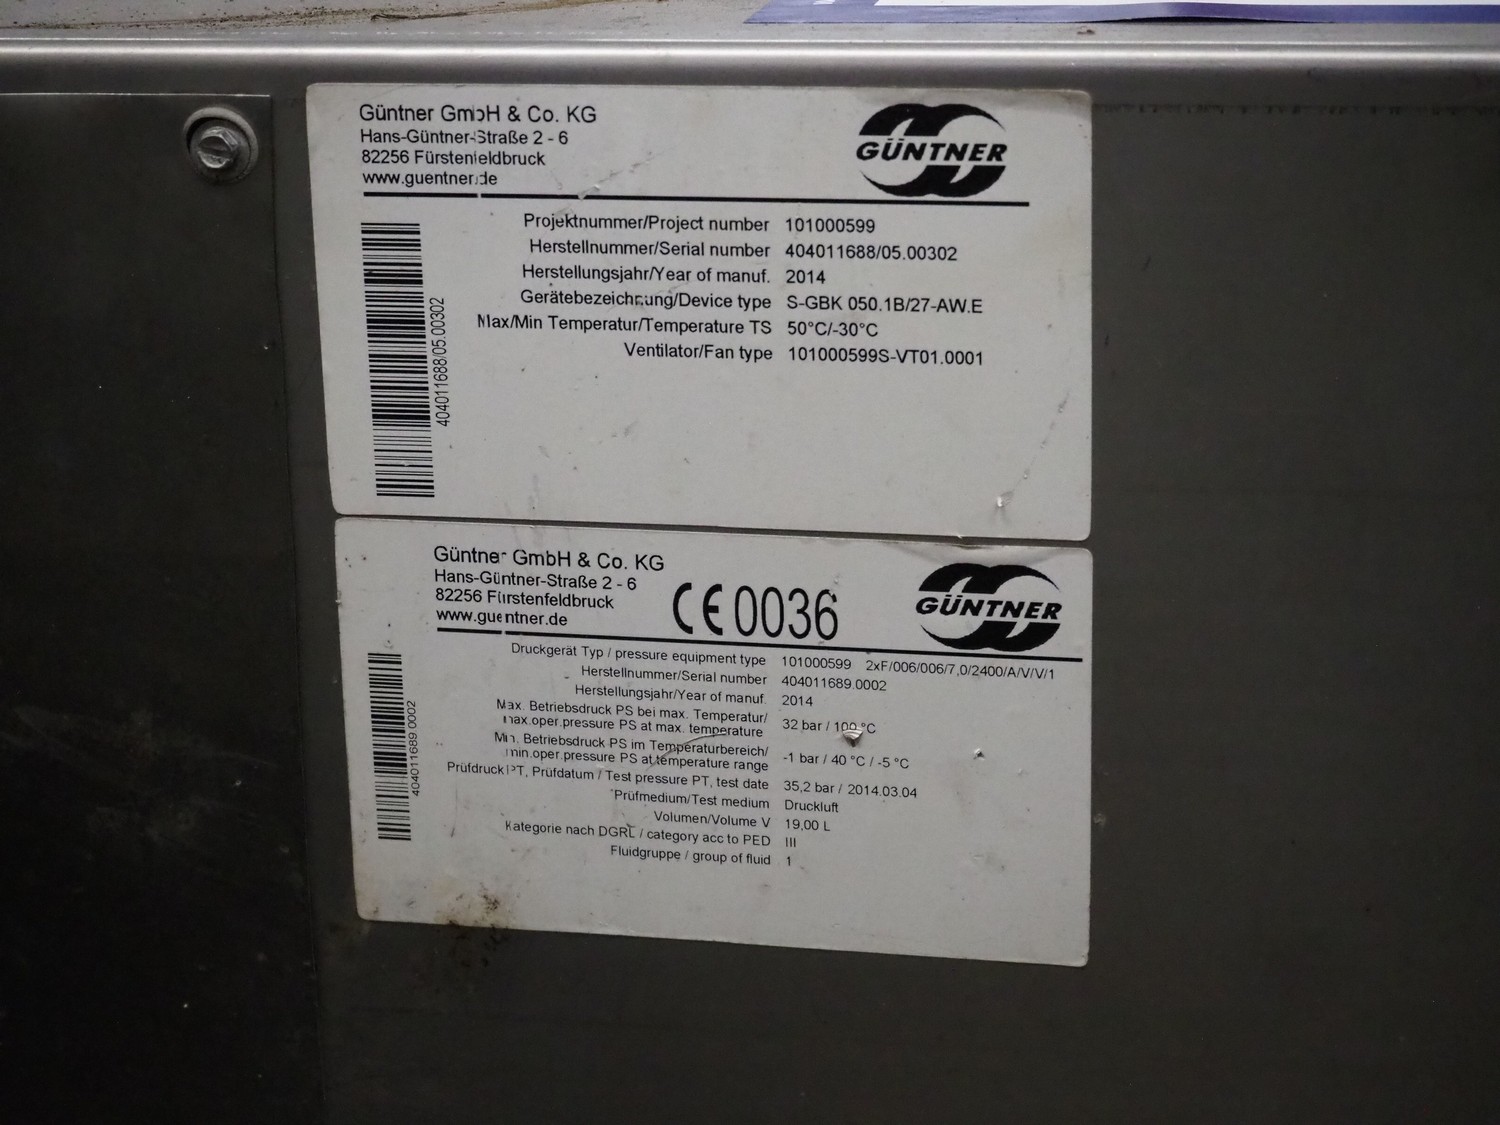 Güntner GmbH & Co. KG
Hans-Güntner-Straße 2 - 6
82256 Fürstenfeldbruck
www.guentner.de
GÜNTNER
Projektnummer/Project number 101000599
Herstellnummer/Serial number 404011688/05.00302
Herstellungsjahr/Year of manuf. 2014
Gerätebezeichnung/Device type S-GBK 050.1B/27-AW.E
Max/Min Temperatur/Temperature TS 50°C/-30°C
Ventilator/Fan type 101000599S-VT01.0001
404011688/05.00302
Güntner GmbH & Co. KG
Hans-Güntner-Straße 2 - 6
82256 Fürstenfeldbruck
www.guentner.de
CE 0036
GÜNTNER
Druckgerät Typ / pressure equipment type 101000599 2xF/006/006/7,0/2400/A/V/V/1
Herstellnummer/Serial number 404011689.0002
Herstellungsjahr/Year of manuf. 2014
Max. Betriebsdruck PS bei max. Temperatur/
max.oper.pressure PS at max. temperature 32 bar / 100 °C
Min. Betriebsdruck PS im Temperaturbereich/
min.oper.pressure PS at temperature range -1 bar / 40 °C / -5 °C
Prüfdruck PT, Prüfdatum / Test pressure PT, test date 35,2 bar / 2014.03.04
Prüfmedium/Test medium Druckluft
Volumen/Volume V 19,00 L
Kategorie nach DGRL / category acc to PED III
Fluidgruppe / group of fluid 1
404011689.0002